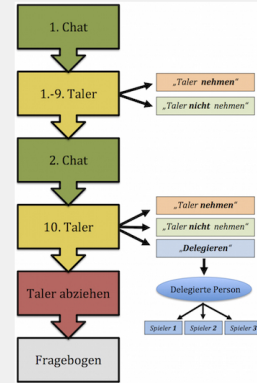 1. Chat
1.-9. Taler
„Taler nehmen“
„Taler nicht nehmen“
2. Chat
10. Taler
„Taler nehmen“
„Taler nicht nehmen“
„Delegieren“
Taler abziehen
Delegierte Person
Spieler 1
Spieler 2
Spieler 3
Fragebogen